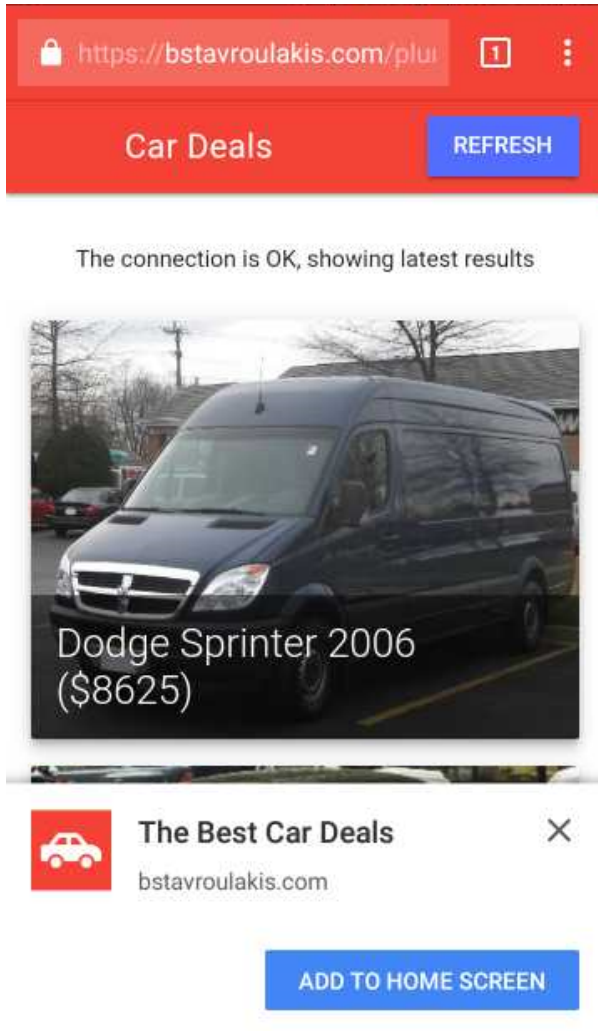 https://bstavroulakis.com/plu
1
Car Deals
REFRESH
The connection is OK, showing latest results
Dodge Sprinter 2006
($8625)
The Best Car Deals
bstavroulakis.com
ADD TO HOME SCREEN